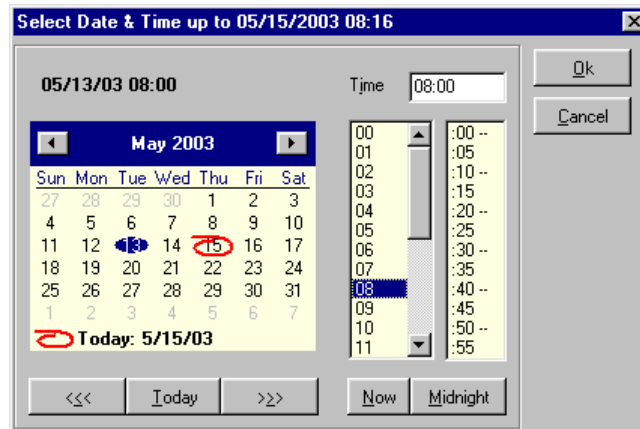 Select Date & Time up to 05/15/2003 08:16
05/13/03 08:00
Time 08:00
Ok
Cancel
May 2003
Sun Mon Tue Wed Thu Fri Sat
27 28 29 30 1 2 3
4 5 6 7 8 9 10
11 12 13 14 15 16 17
18 19 20 21 22 23 24
25 26 27 28 29 30 31
1 2 3 4 5 6 7
Today: 5/15/03
00
01
02
03
04
05
06
07
08
09
10
11
:00 --
:05
:10 --
:15
:20 --
:25
:30 --
:35
:40 --
:45
:50 --
:55
<<<
Today
>>>
Now
Midnight